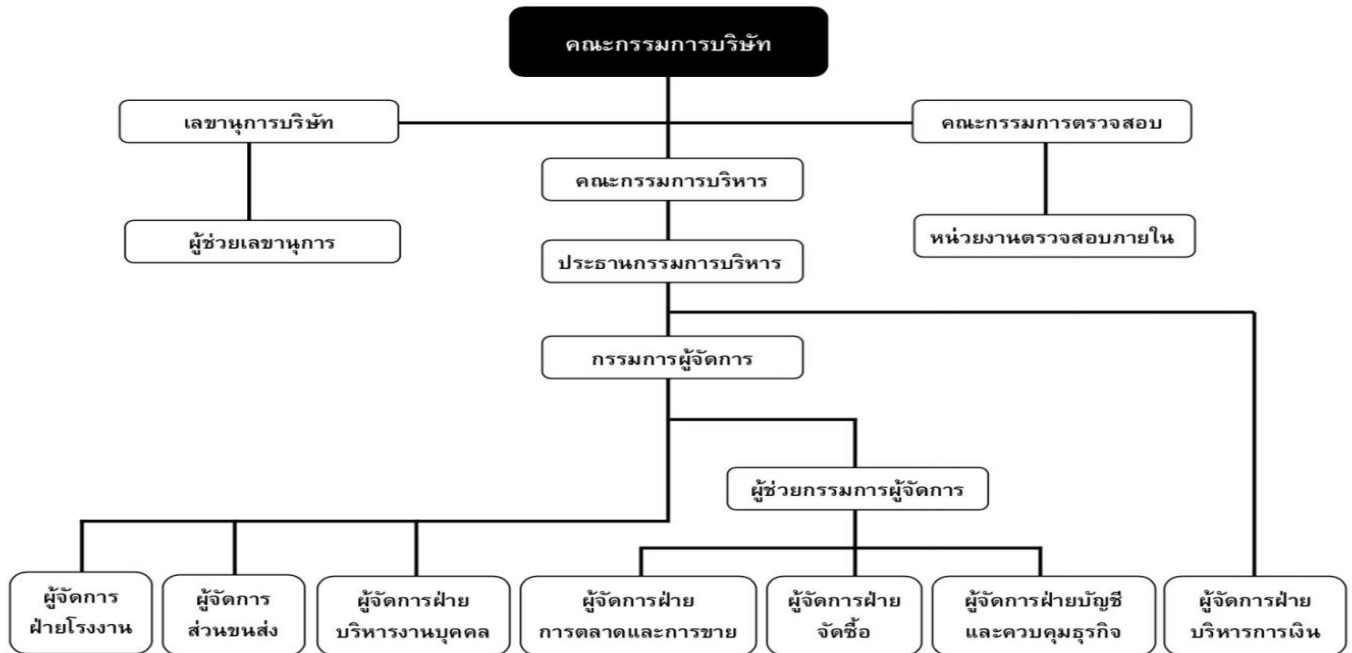 คณะกรรมการบริษัท
เลขานุการบริษัท
คณะกรรมการตรวจสอบ
คณะกรรมการบริหาร
ผู้ช่วยเลขานุการ
หน่วยงานตรวจสอบภายใน
ประธานกรรมการบริหาร
กรรมการผู้จัดการ
ผู้ช่วยกรรมการผู้จัดการ
ผู้จัดการ
ฝ่ายโรงงาน
ผู้จัดการ
ส่วนขนส่ง
ผู้จัดการฝ่าย
บริหารงานบุคคล
ผู้จัดการฝ่าย
การตลาดและการขาย
ผู้จัดการฝ่าย
จัดซื้อ
ผู้จัดการฝ่ายบัญชี
และควบคุมธุรกิจ
ผู้จัดการฝ่าย
บริหารการเงิน